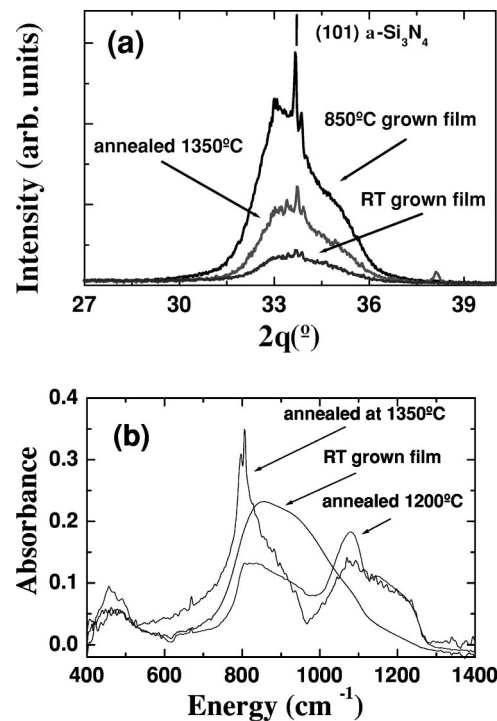 (a)
(101) a-Si₃N₄
850ºC grown film
annealed 1350ºC
RT grown film
Intensity (arb. units)
27 30 33 36 39
2q(º)
(b)
annealed at 1350ºC
RT grown film
annealed 1200ºC
Absorbance
0.4
0.3
0.2
0.1
0.0
400 600 800 1000 1200 1400
Energy (cm⁻¹)